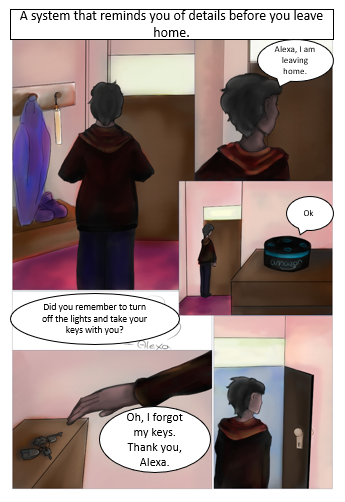 A system that reminds you of details before you leave
home.
Alexa, I am
leaving
home.
Ok
amazon
Did you remember to turn
off the lights and take your
keys with you?
Alexa
Oh, I forgot
my keys.
Thank you,
Alexa.